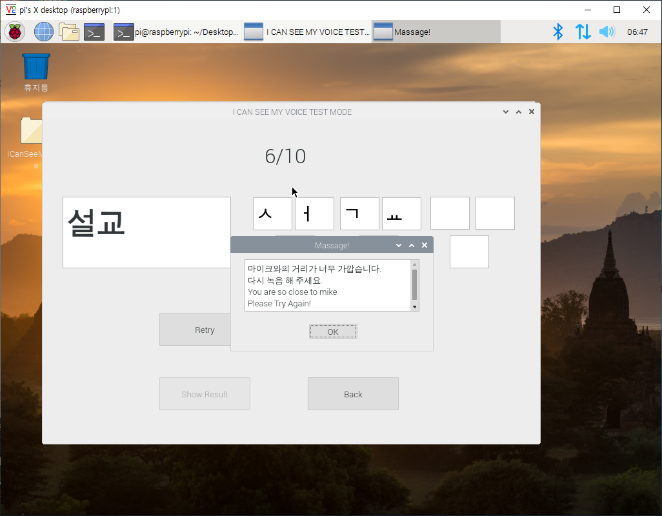 pi's X desktop (raspberrypi:1)
pi@raspberrypi: ~/Desktop...
I CAN SEE MY VOICE TEST...
Massage!
06:47
휴지통
I CAN SEE MY VOICE TEST MODE
6/10
설교
ㅅ ㅓ ㄱ ㅛ
Massage!
마이크와의 거리가 너무 가깝습니다.
다시 녹음 해 주세요.
You are so close to mike
Please Try Again!
OK
Retry
Show Result
Back